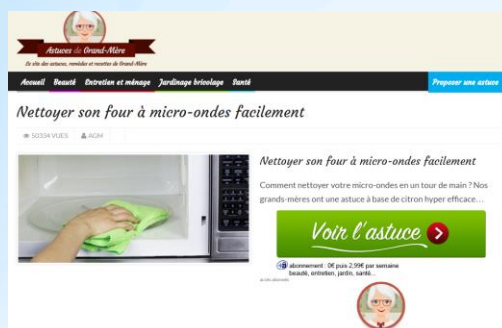 Astuces de Grand-Mère
Le site des astuces, remèdes et recettes de Grand-Mère
Accueil Beauté Entretien et ménage Jardinage bricolage Santé Proposer une astuce
Nettoyer son four à micro-ondes facilement
50334 VUES AGM
Nettoyer son four à micro-ondes facilement
Comment nettoyer votre micro-ondes en un tour de main ? Nos
grands-mères ont une astuce à base de citron hyper efficace…
Voir l'astuce
abonnement : 0€ puis 2,99€ par semaine
beauté, entretien, jardin, santé...